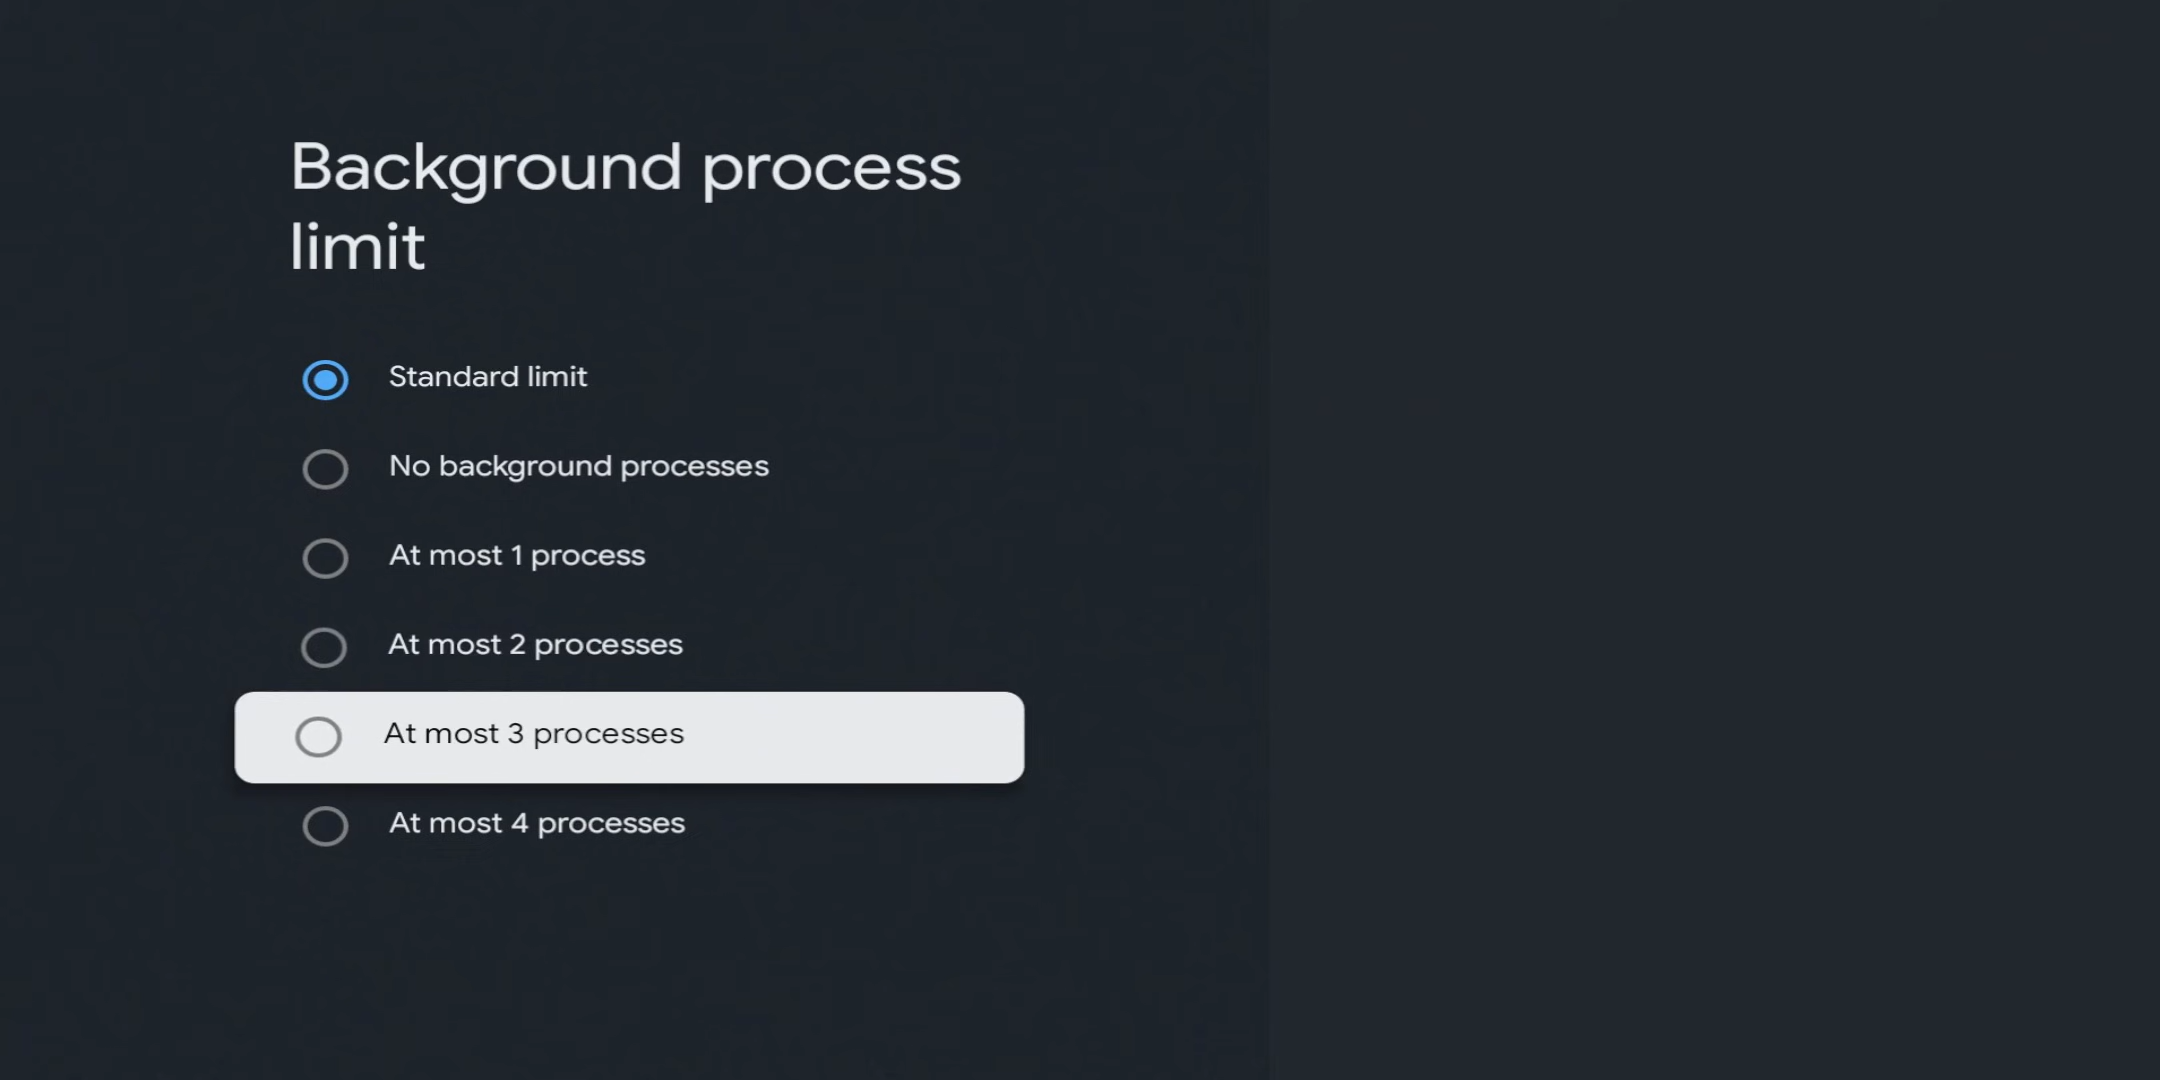 Background process
limit
Standard limit
No background processes
At most 1 process
At most 2 processes
At most 3 processes
At most 4 processes